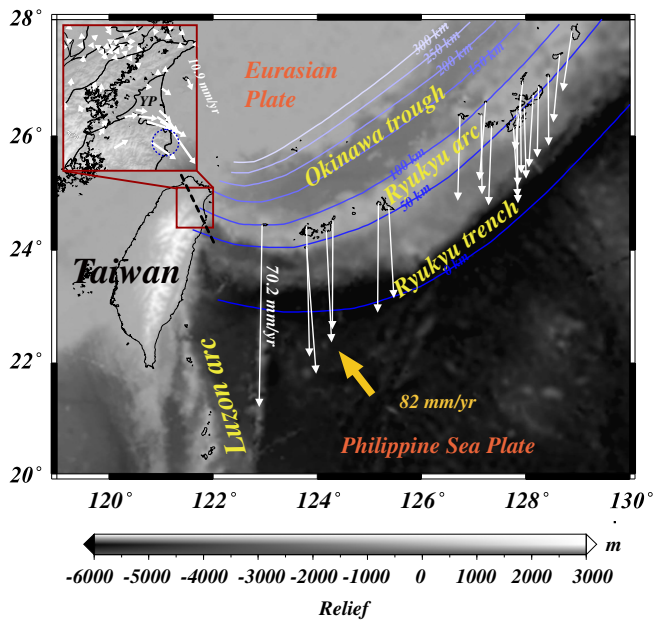 28°
26°
24°
22°
20°
120°
122°
124°
126°
128°
130°
YP
10.9 mm/yr
Eurasian
Plate
300 km
250 km
200 km
150 km
100 km
50 km
Okinawa trough
Ryukyu arc
Ryukyu trench
Taiwan
70.2 mm/yr
Luzon arc
82 mm/yr
Philippine Sea Plate
-6000 -5000 -4000 -3000 -2000 -1000 0 1000 2000 3000
m
Relief